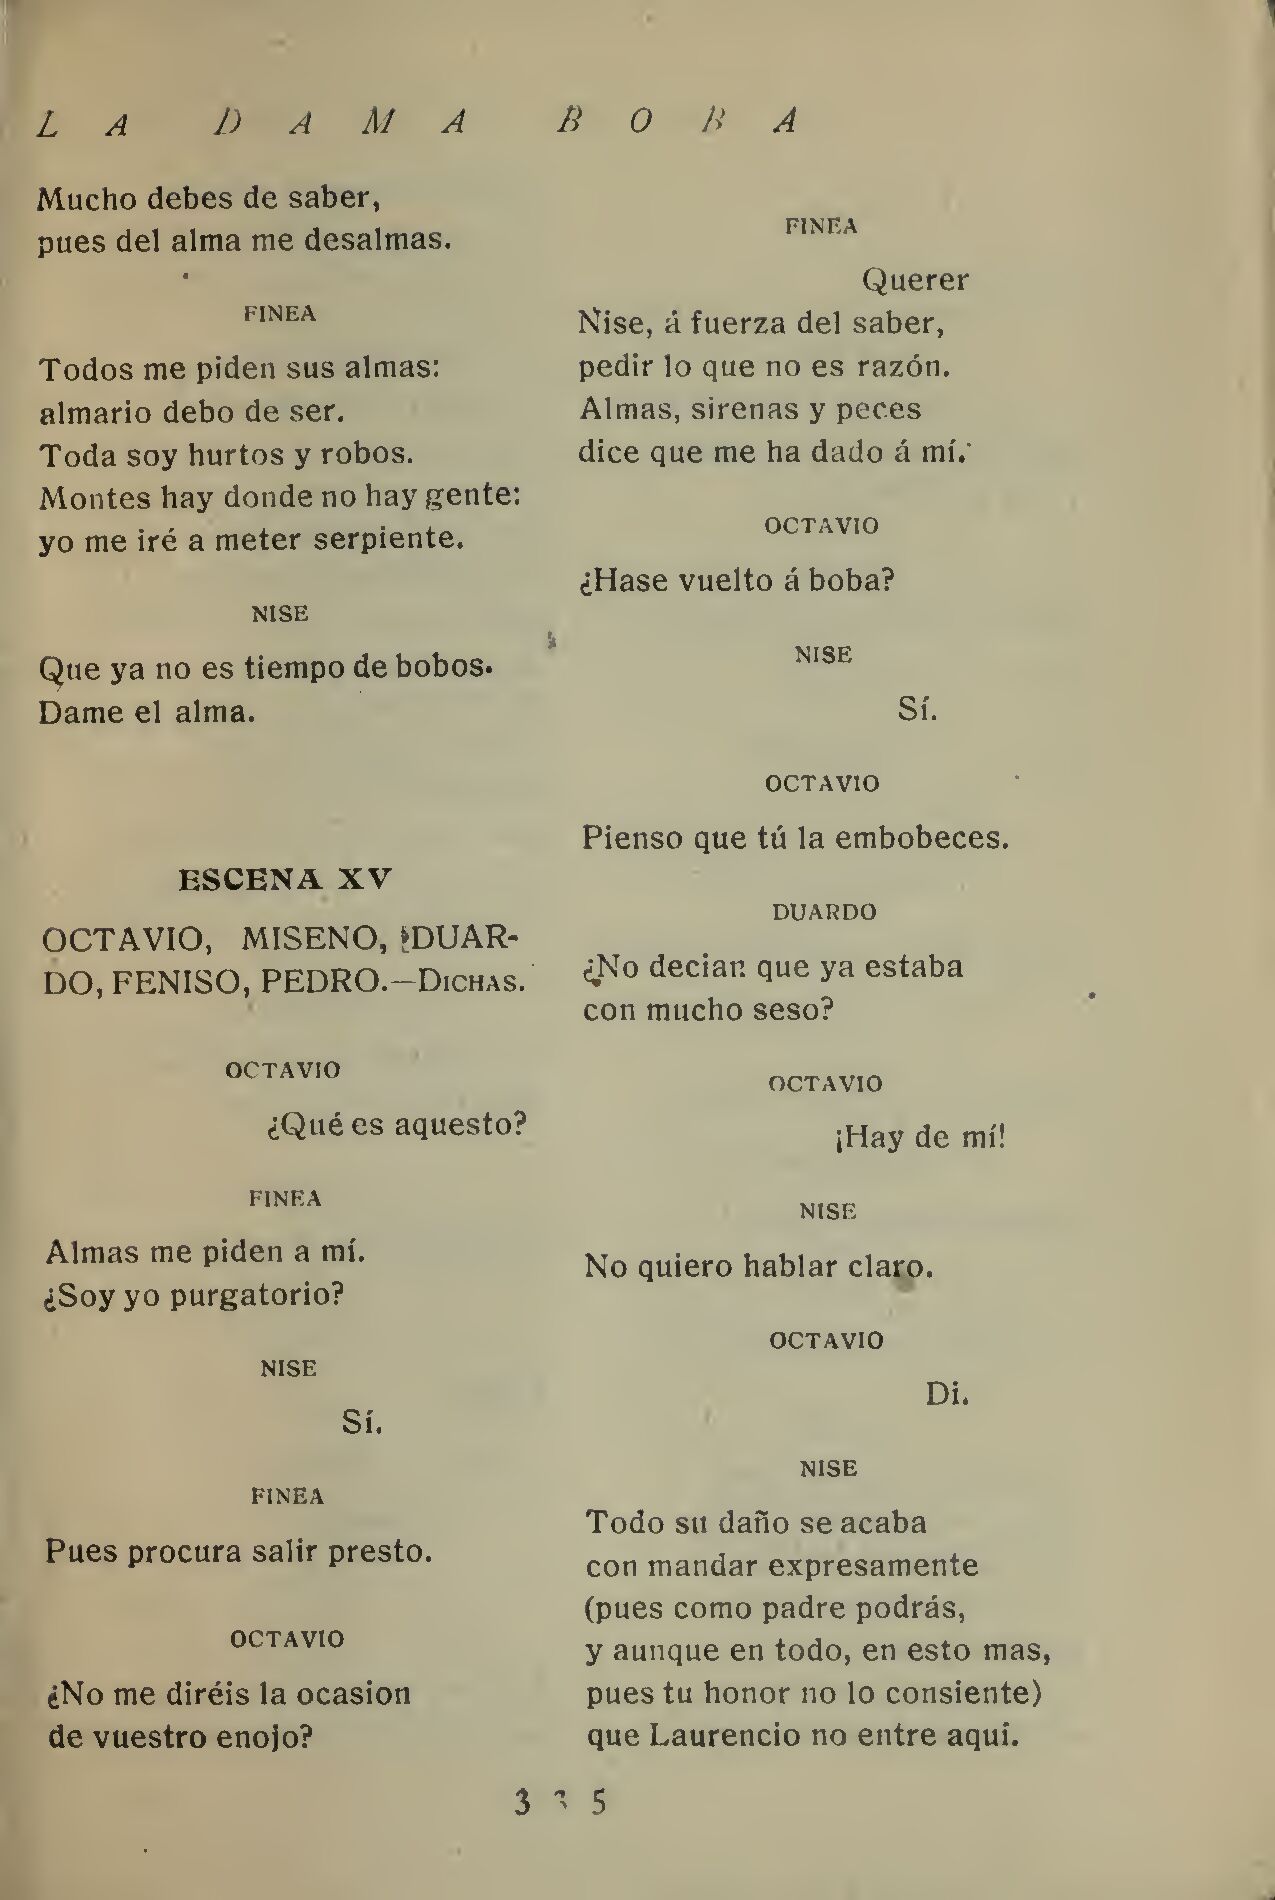 LA DAMA BOBA
Mucho debes de saber,
pues del alma me desalmas.
FINEA
Todos me piden sus almas:
almario debo de ser.
Toda soy hurtos y robos.
Montes hay donde no hay gente:
yo me iré a meter serpiente.
NISE
Que ya no es tiempo de bobos.
Dame el alma.
ESCENA XV
OCTAVIO, MISENO, DUAR-
DO, FENISO, PEDRO.—DICHAS.
OCTAVIO
¿Qué es aquesto?
FINEA
Almas me piden a mí.
¿Soy yo purgatorio?
NISE
Sí.
FINEA
Pues procura salir presto.
OCTAVIO
¿No me diréis la ocasion
de vuestro enojo?
FINEA
Querer
Nise, á fuerza del saber,
pedir lo que no es razón.
Almas, sirenas y peces
dice que me ha dado á mí.
OCTAVIO
¿Hase vuelto á boba?
NISE
Sí.
OCTAVIO
Pienso que tú la embobeces.
DUARDO
¿No decian que ya estaba
con mucho seso?
OCTAVIO
¡Hay de mí!
NISE
No quiero hablar claro.
OCTAVIO
Di.
NISE
Todo su daño se acaba
con mandar expresamente
(pues como padre podrás,
y aunque en todo, en esto mas,
pues tu honor no lo consiente)
que Laurencio no entre aquí.
335